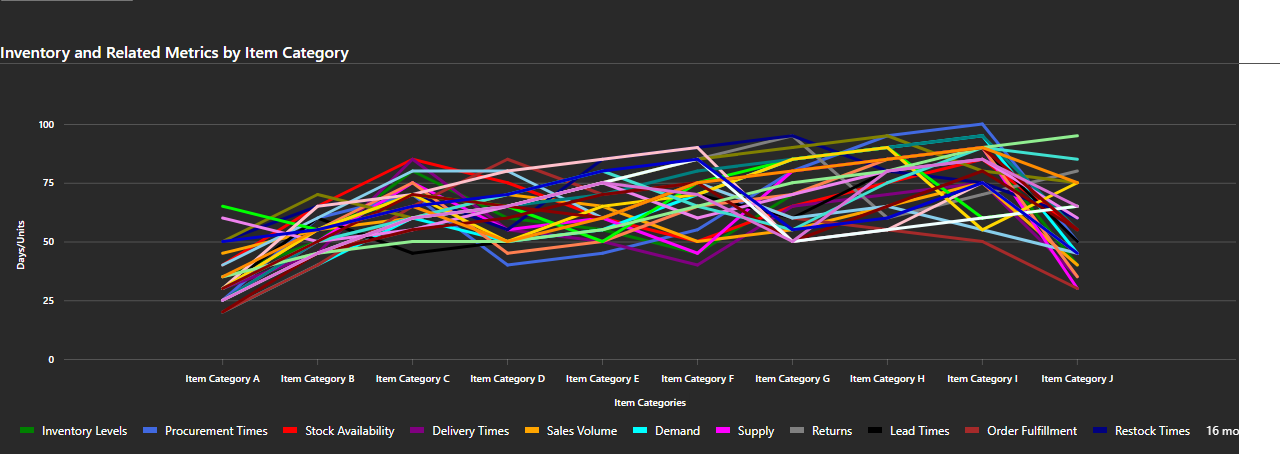 Inventory and Related Metrics by Item Category
100
75
50
25
0
Days/Units
Item Category A Item Category B Item Category C Item Category D Item Category E Item Category F Item Category G Item Category H Item Category I Item Category J
Item Categories
Inventory Levels Procurement Times Stock Availability Delivery Times Sales Volume Demand Supply Returns Lead Times Order Fulfillment Restock Times 16 mo